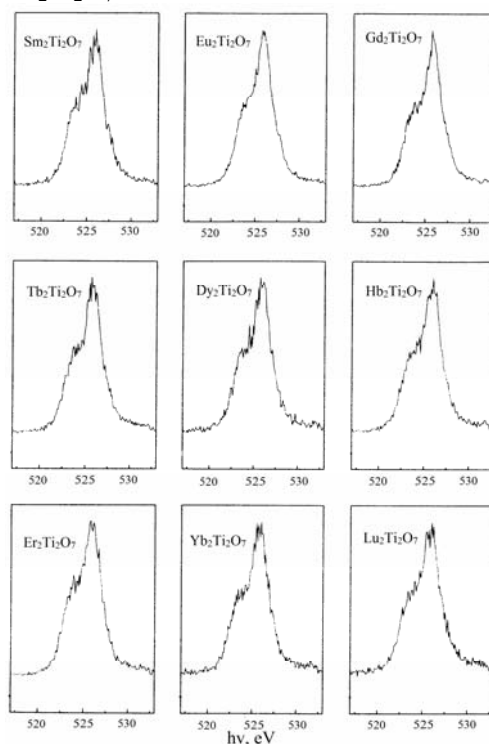 Sm₂Ti₂O₇ Eu₂Ti₂O₇ Gd₂Ti₂O₇
520 525 530 520 525 530 520 525 530
Tb₂Ti₂O₇ Dy₂Ti₂O₇ Hb₂Ti₂O₇
520 525 530 520 525 530 520 525 530
Er₂Ti₂O₇ Yb₂Ti₂O₇ Lu₂Ti₂O₇
520 525 530 520 525 530 520 525 530
hν, eV